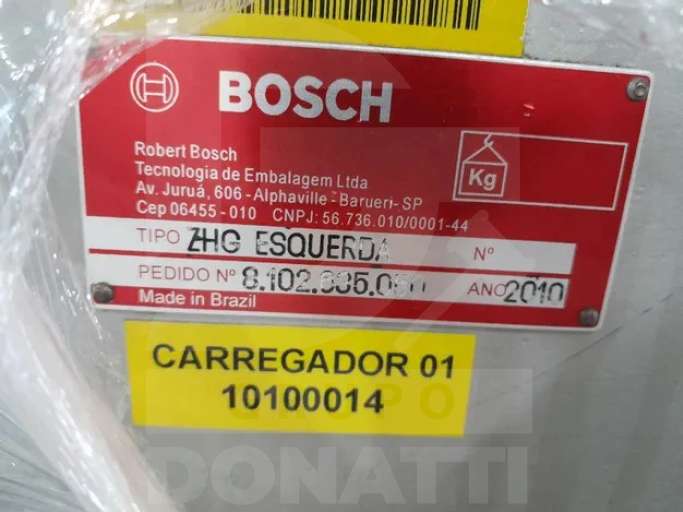 BOSCH
Kg
Robert Bosch
Tecnologia de Embalagem Ltda
Av. Juruá, 606 - Alphaville - Barueri- SP
Cep 06455 - 010 CNPJ: 56.736.010/0001-44
TIPO ZHG ESQUERDA Nº
PEDIDO Nº ANO 2010
Made in Brazil
CARREGADOR 01
10100014
GRUPO
DONATTI